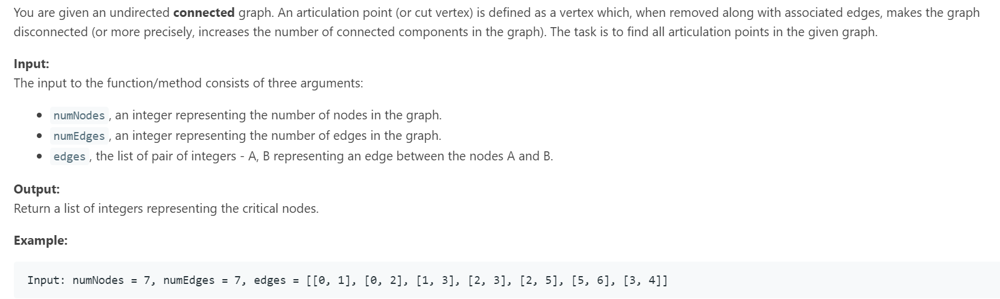 You are given an undirected connected graph. An articulation point (or cut vertex) is defined as a vertex which, when removed along with associated edges, makes the graph
disconnected (or more precisely, increases the number of connected components in the graph). The task is to find all articulation points in the given graph.
Input:
The input to the function/method consists of three arguments:
• numNodes , an integer representing the number of nodes in the graph.
• numEdges , an integer representing the number of edges in the graph.
• edges , the list of pair of integers - A, B representing an edge between the nodes A and B.
Output:
Return a list of integers representing the critical nodes.
Example:
Input: numNodes = 7, numEdges = 7, edges = [[0, 1], [0, 2], [1, 3], [2, 3], [2, 5], [5, 6], [3, 4]]